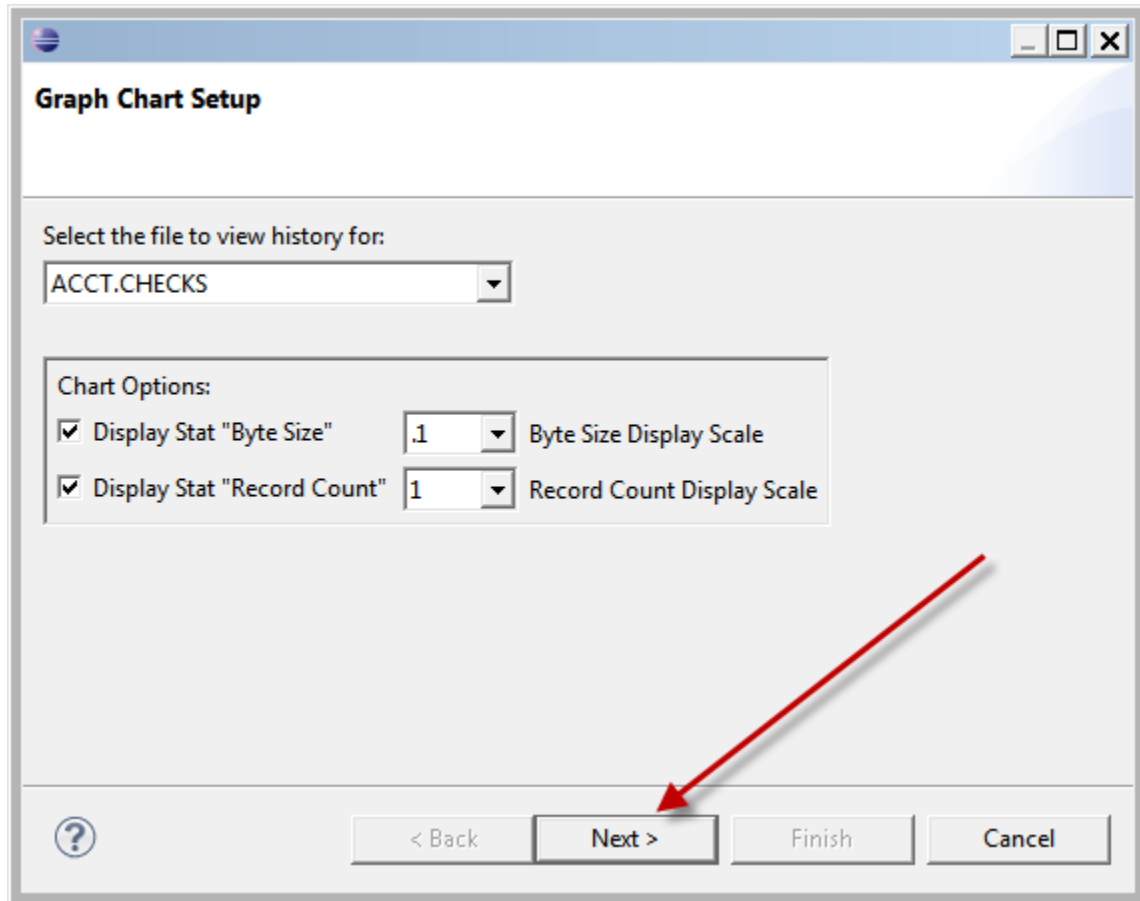 Graph Chart Setup
Select the file to view history for:
ACCT.CHECKS
Chart Options:
Display Stat "Byte Size" .1 Byte Size Display Scale
Display Stat "Record Count" 1 Record Count Display Scale
? < Back Next > Finish Cancel